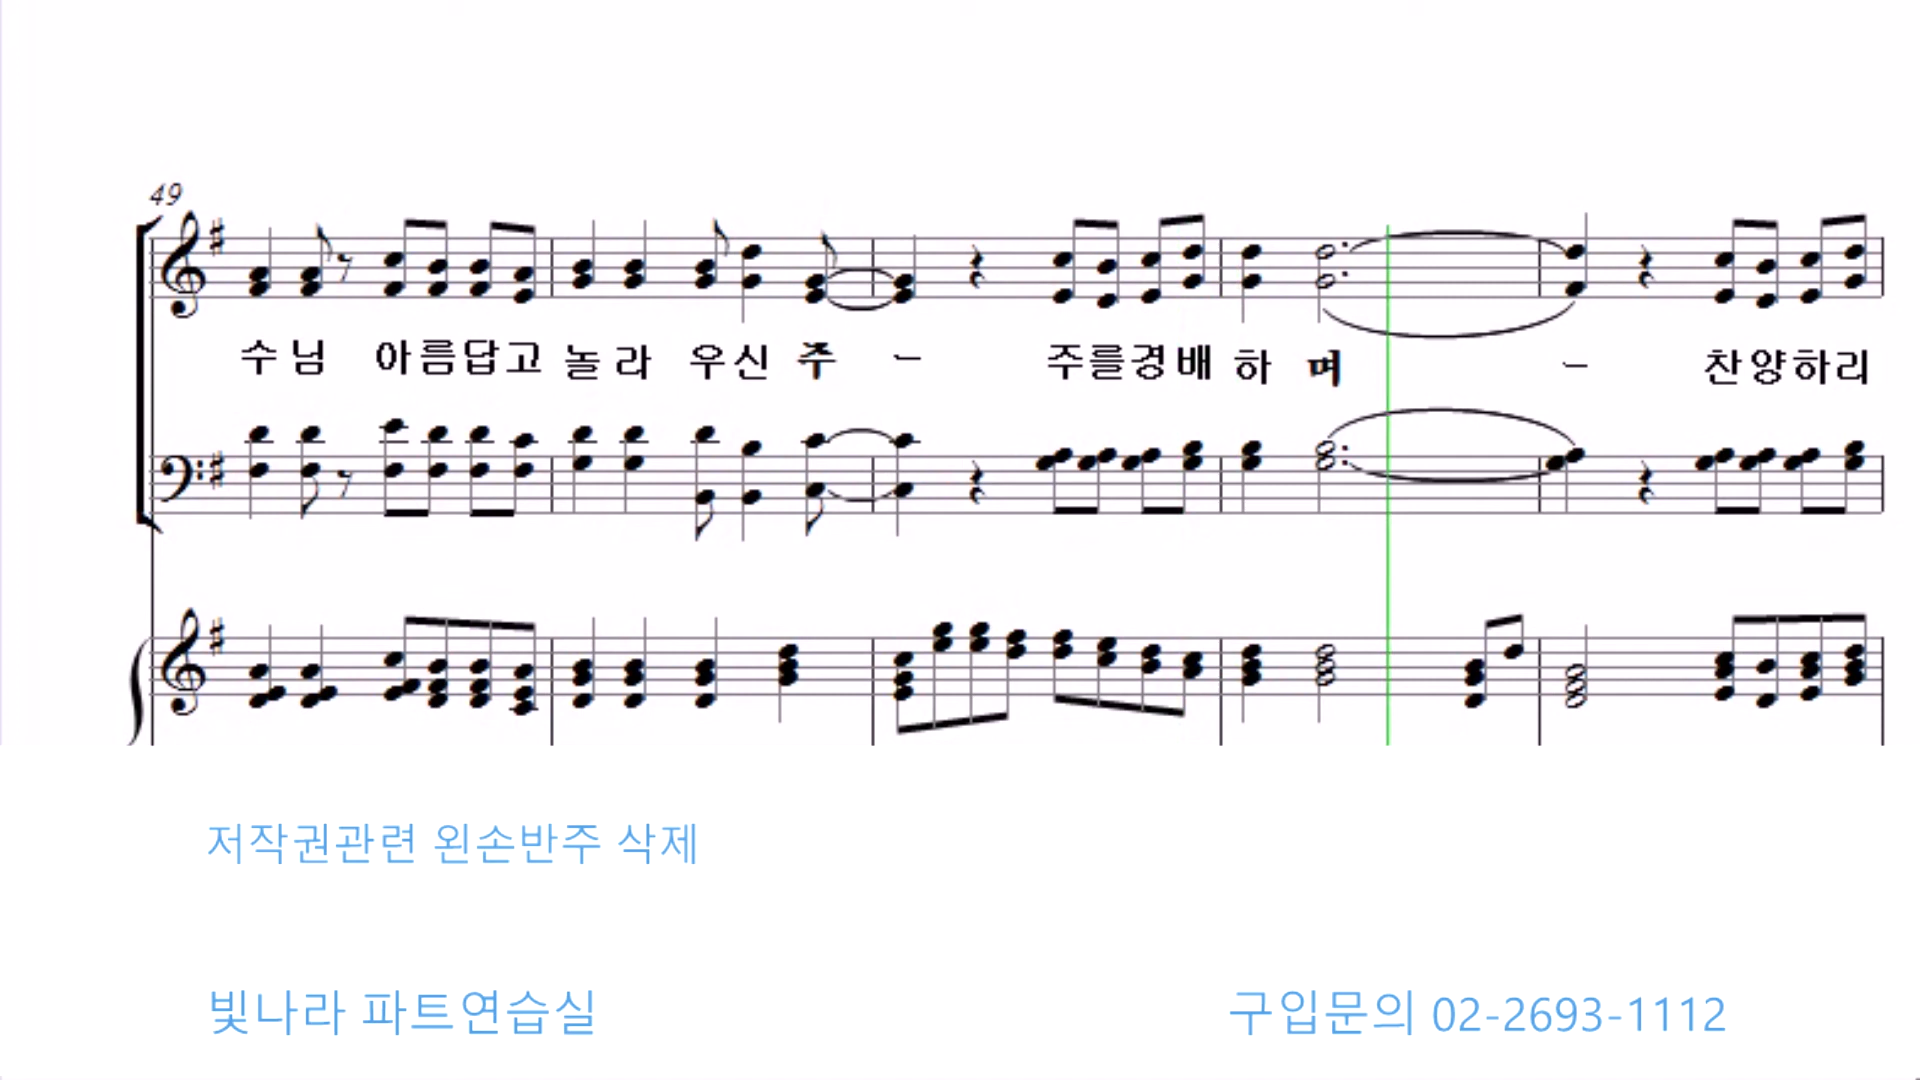 49
수님 아름답고 놀라 우신 주 – 주를경배 하 며 – 찬양하리
저작권관련 왼손반주 삭제
빛나라 파트연습실
구입문의 02-2693-1112